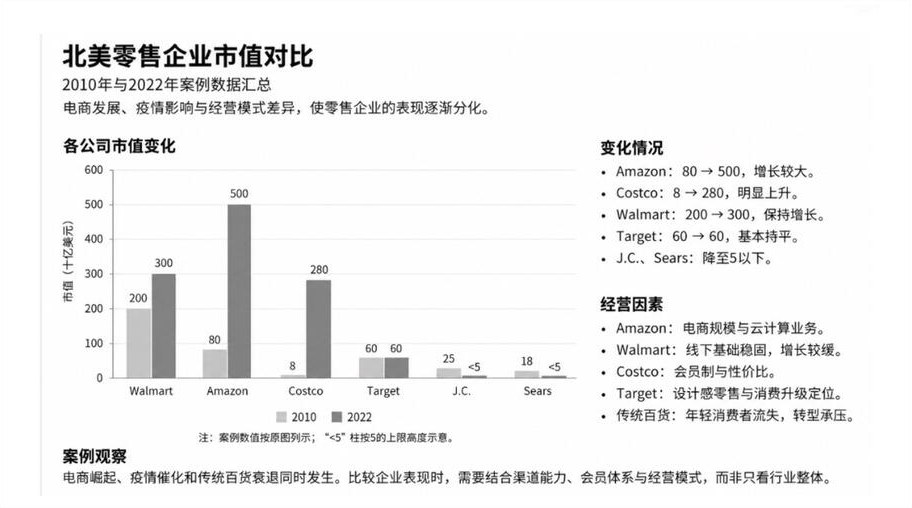 北美零售企业市值对比
2010年与2022年案例数据汇总
电商发展、疫情影响与经营模式差异，使零售企业的表现逐渐分化。
各公司市值变化
市值（十亿美元）
600
500
400
300
200
100
0
200
300
80
500
8
280
60
60
25
<5
18
<5
Walmart
Amazon
Costco
Target
J.C.
Sears
2010
2022
注：案例数值按原图列示；“<5”柱按5的上限高度示意。
变化情况
• Amazon：80 → 500，增长较大。
• Costco：8 → 280，明显上升。
• Walmart：200 → 300，保持增长。
• Target：60 → 60，基本持平。
• J.C.、Sears：降至5以下。
经营因素
• Amazon：电商规模与云计算业务。
• Walmart：线下基础稳固，增长较缓。
• Costco：会员制与性价比。
• Target：设计感零售与消费升级定位。
• 传统百货：年轻消费者流失，转型承压。
案例观察
电商崛起、疫情催化和传统百货衰退同时发生。比较企业表现时，需要结合渠道能力、会员体系与经营模式，而非只看行业整体。